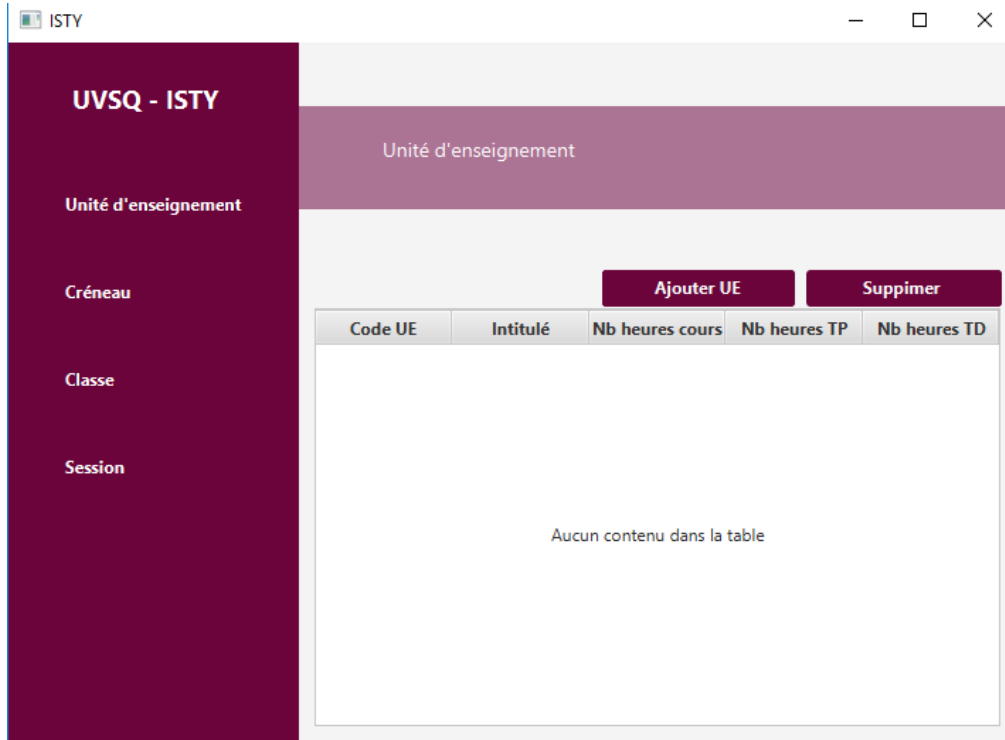 ISTY
UVSQ - ISTY
Unité d'enseignement
Créneau
Classe
Session
Unité d'enseignement
Ajouter UE
Suppimer
Code UE Intitulé Nb heures cours Nb heures TP Nb heures TD
Aucun contenu dans la table